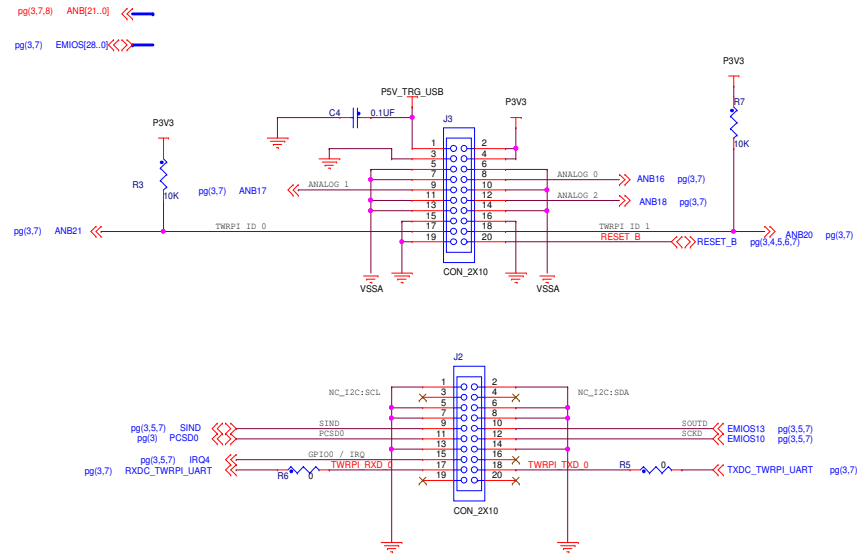 pg(3,7,8) ANB[21..0]
pg(3,7) EMIOS[28..0]
P3V3
P5V_TRG_USB
C4 0.1UF
P3V3
R7
P3V3
J3
10K
1 2
3 4
5 6
7 8
9 10
11 12
13 14
15 16
17 18
19 20
R3
10K
pg(3,7) ANB17
ANALOG 1
ANALOG 0
ANB16 pg(3,7)
ANALOG 2
ANB18 pg(3,7)
pg(3,7) ANB21
TWRPI ID 0
TWRPI ID 1
ANB20 pg(3,7)
RESET_B
RESET_B pg(3,4,5,6,7)
CON_2X10
VSSA
VSSA
J2
1 2
3 4
5 6
7 8
9 10
11 12
13 14
15 16
17 18
19 20
NC_I2C:SCL
NC_I2C:SDA
pg(3,5,7) SIND
SIND
SOUTD
EMIOS13 pg(3,5,7)
pg(3) PCSD0
PCSD0
SCKD
EMIOS10 pg(3,5,7)
pg(3,5,7) IRQ4
GPIO0 / IRQ
pg(3,7) RXDC_TWRPI_UART
R6 0
TWRPI_RXD_0
TWRPI_TXD_0
R5 0
TXDC_TWRPI_UART pg(3,7)
CON_2X10